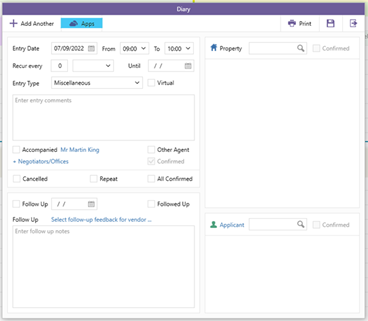 Diary
Add Another Apps Print
Entry Date 07/09/2022 From 09:00 To 10:00
Recur every 0 Until / /
Entry Type Miscellaneous Virtual
Enter entry comments
Accompanied Mr Martin King Other Agent
+ Negotiators/Offices Confirmed
Cancelled Repeat All Confirmed
Follow Up / / Followed Up
Follow Up Select follow-up feedback for vendor ...
Enter follow up notes
Property Confirmed
Applicant Confirmed